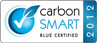 carbon
SMART
BLUE CERTIFIED
2012